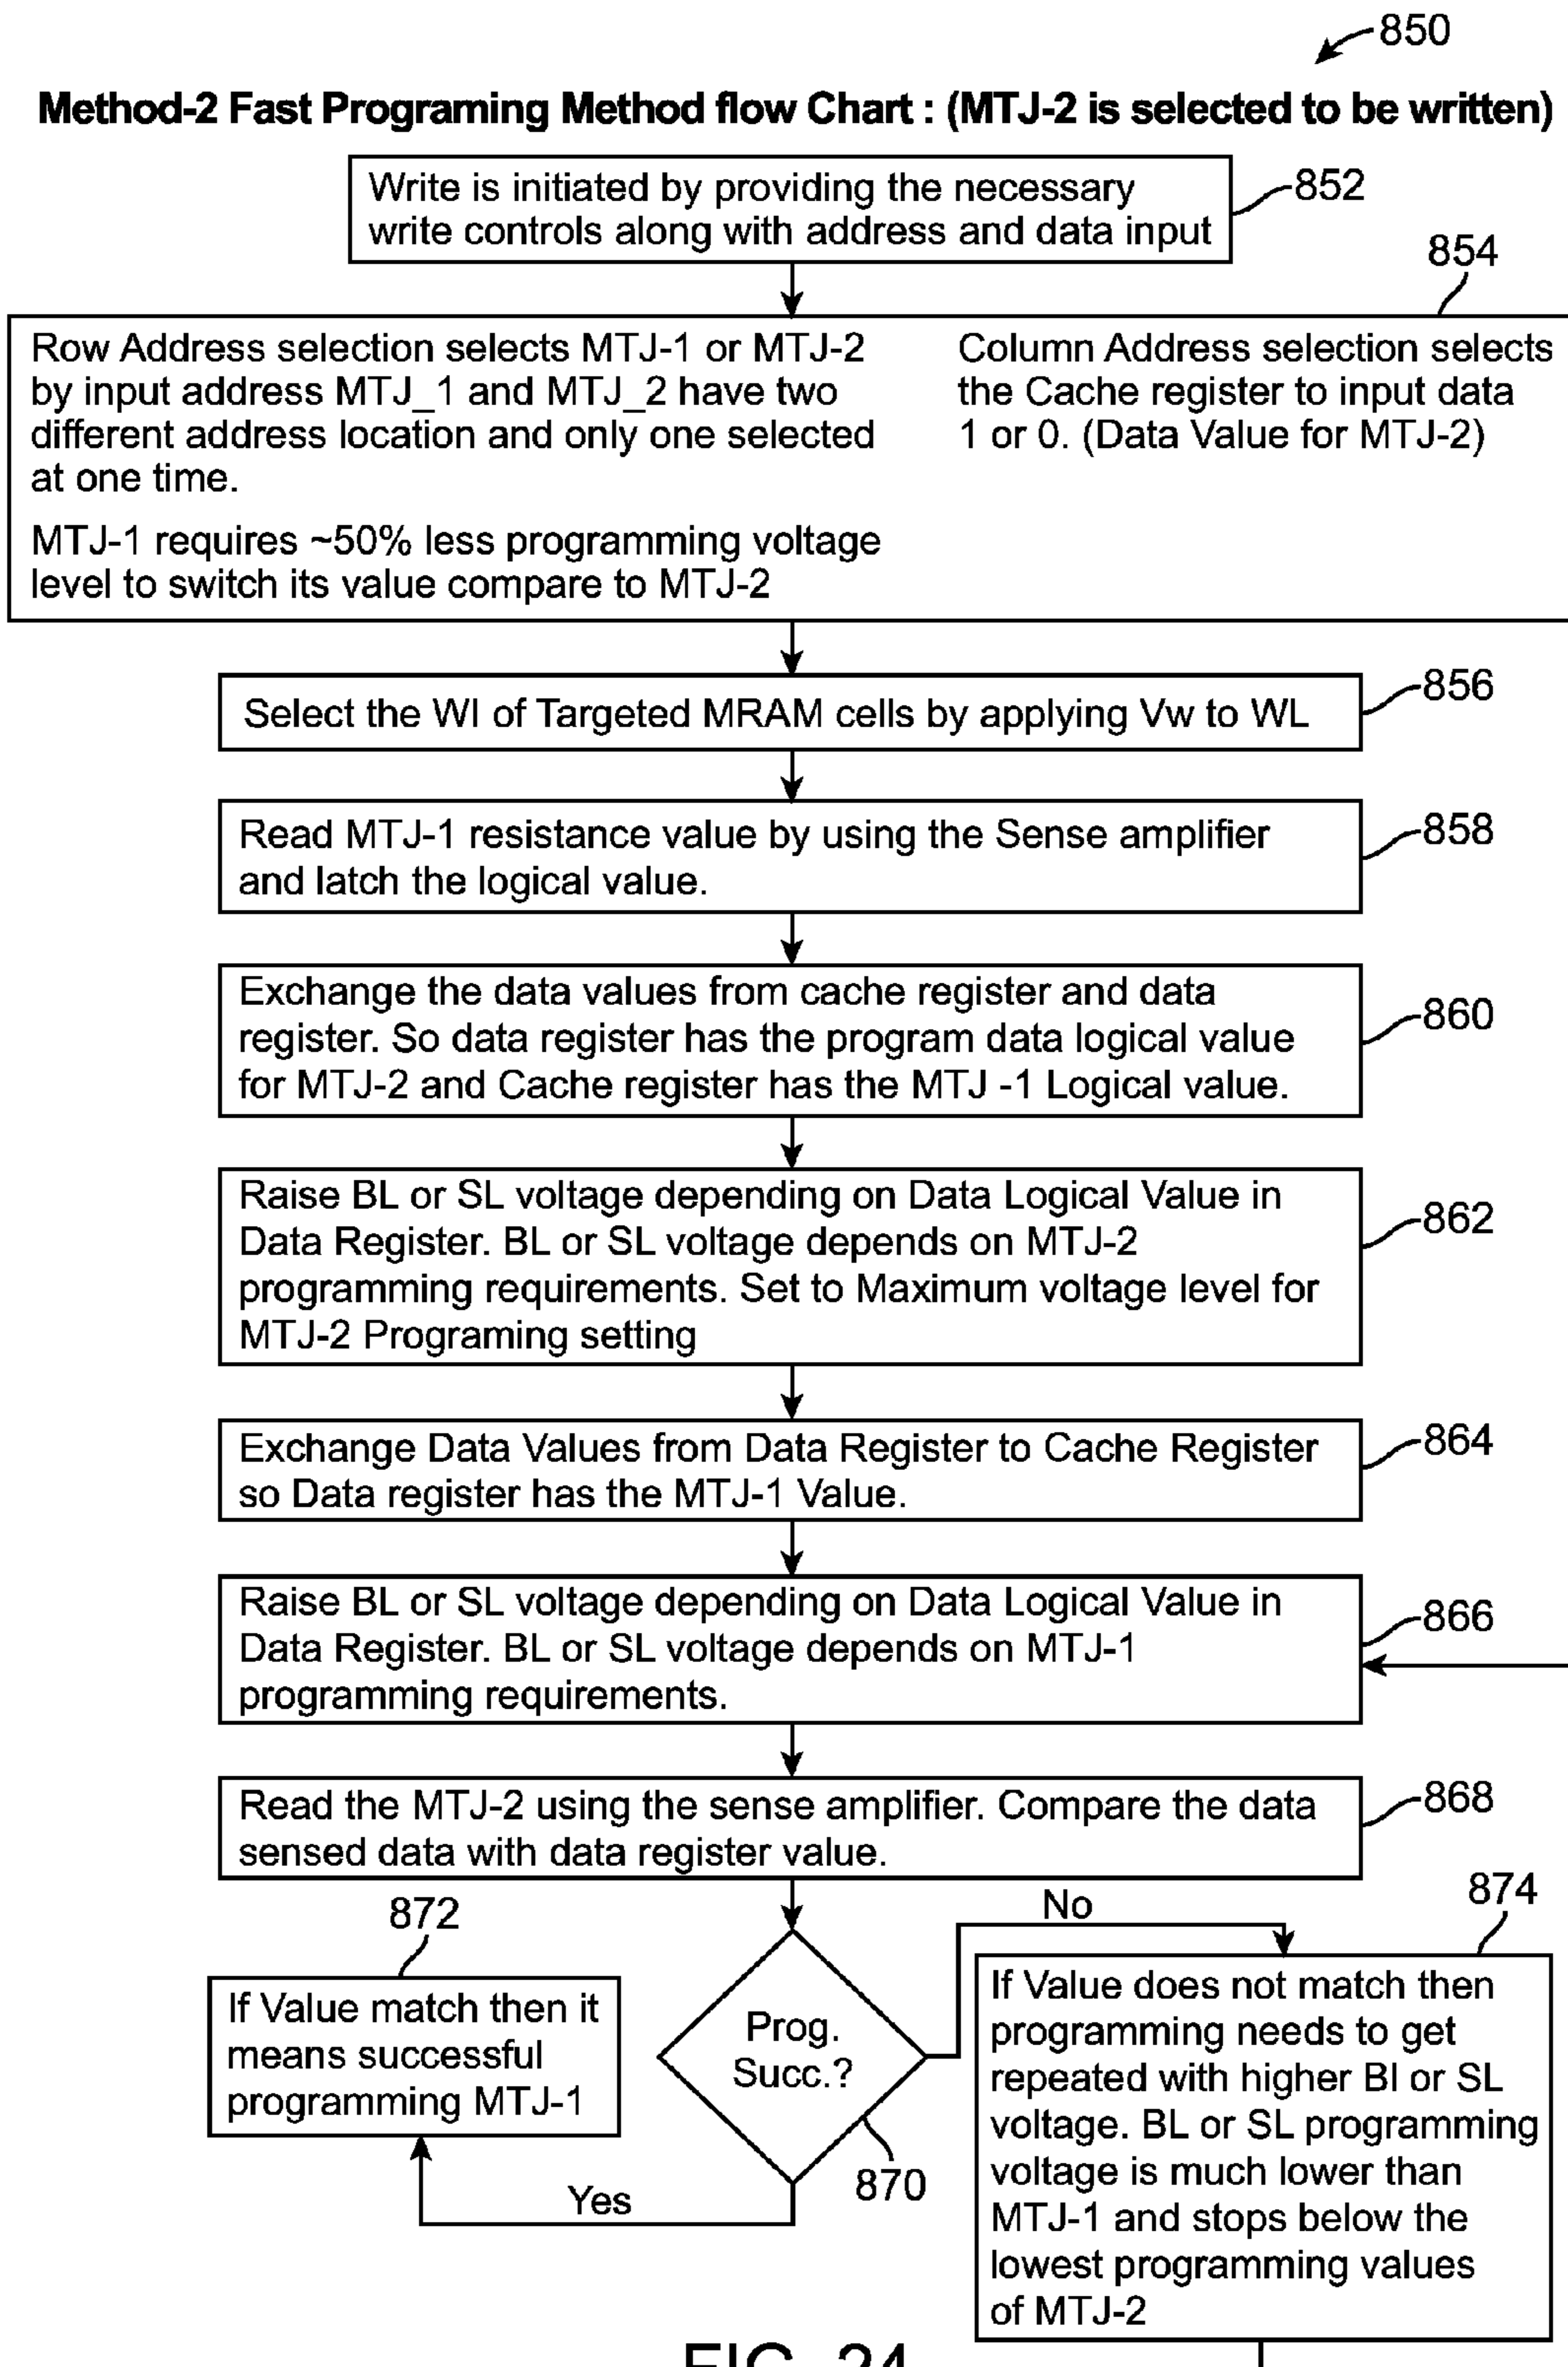 850
Method-2 Fast Programing Method flow Chart : (MTJ-2 is selected to be written)
Write is initiated by providing the necessary
write controls along with address and data input
852
854
Row Address selection selects MTJ-1 or MTJ-2
by input address MTJ_1 and MTJ_2 have two
different address location and only one selected
at one time.
MTJ-1 requires ~50% less programming voltage
level to switch its value compare to MTJ-2
Column Address selection selects
the Cache register to input data
1 or 0. (Data Value for MTJ-2)
Select the Wl of Targeted MRAM cells by applying Vw to WL
856
Read MTJ-1 resistance value by using the Sense amplifier
and latch the logical value.
858
Exchange the data values from cache register and data
register. So data register has the program data logical value
for MTJ-2 and Cache register has the MTJ -1 Logical value.
860
Raise BL or SL voltage depending on Data Logical Value in
Data Register. BL or SL voltage depends on MTJ-2
programming requirements. Set to Maximum voltage level for
MTJ-2 Programing setting
862
Exchange Data Values from Data Register to Cache Register
so Data register has the MTJ-1 Value.
864
Raise BL or SL voltage depending on Data Logical Value in
Data Register. BL or SL voltage depends on MTJ-1
programming requirements.
866
Read the MTJ-2 using the sense amplifier. Compare the data
sensed data with data register value.
868
872
If Value match then it
means successful
programming MTJ-1
Prog.
Succ.?
870
Yes
No
874
If Value does not match then
programming needs to get
repeated with higher Bl or SL
voltage. BL or SL programming
voltage is much lower than
MTJ-1 and stops below the
lowest programming values
of MTJ-2
FIG. 24